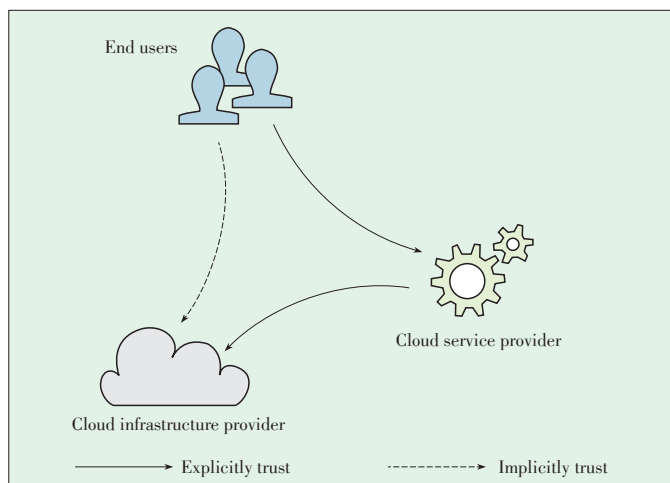 End users
Cloud service provider
Cloud infrastructure provider
Explicitly trust
Implicitly trust